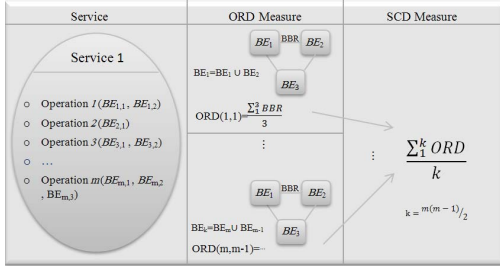 Service
ORD Measure
SCD Measure
Service 1
o Operation 1(BE1,1 , BE1,2)
o Operation 2(BE2,1)
o Operation 3(BE3,1 , BE3,2)
o …
o Operation m(BEm,1, BEm,2
, BEm,3)
BE1 BBR BE2
BE3
BE1=BE1 ∪ BE2
ORD(1,1)=∑₁³ BBR / 3
⋮
BE1 BBR BE2
BE3
BEk=BEm∪ BEm-1
ORD(m,m-1)=…
⋮
∑₁ᵏ ORD
k
k = m(m − 1)/2